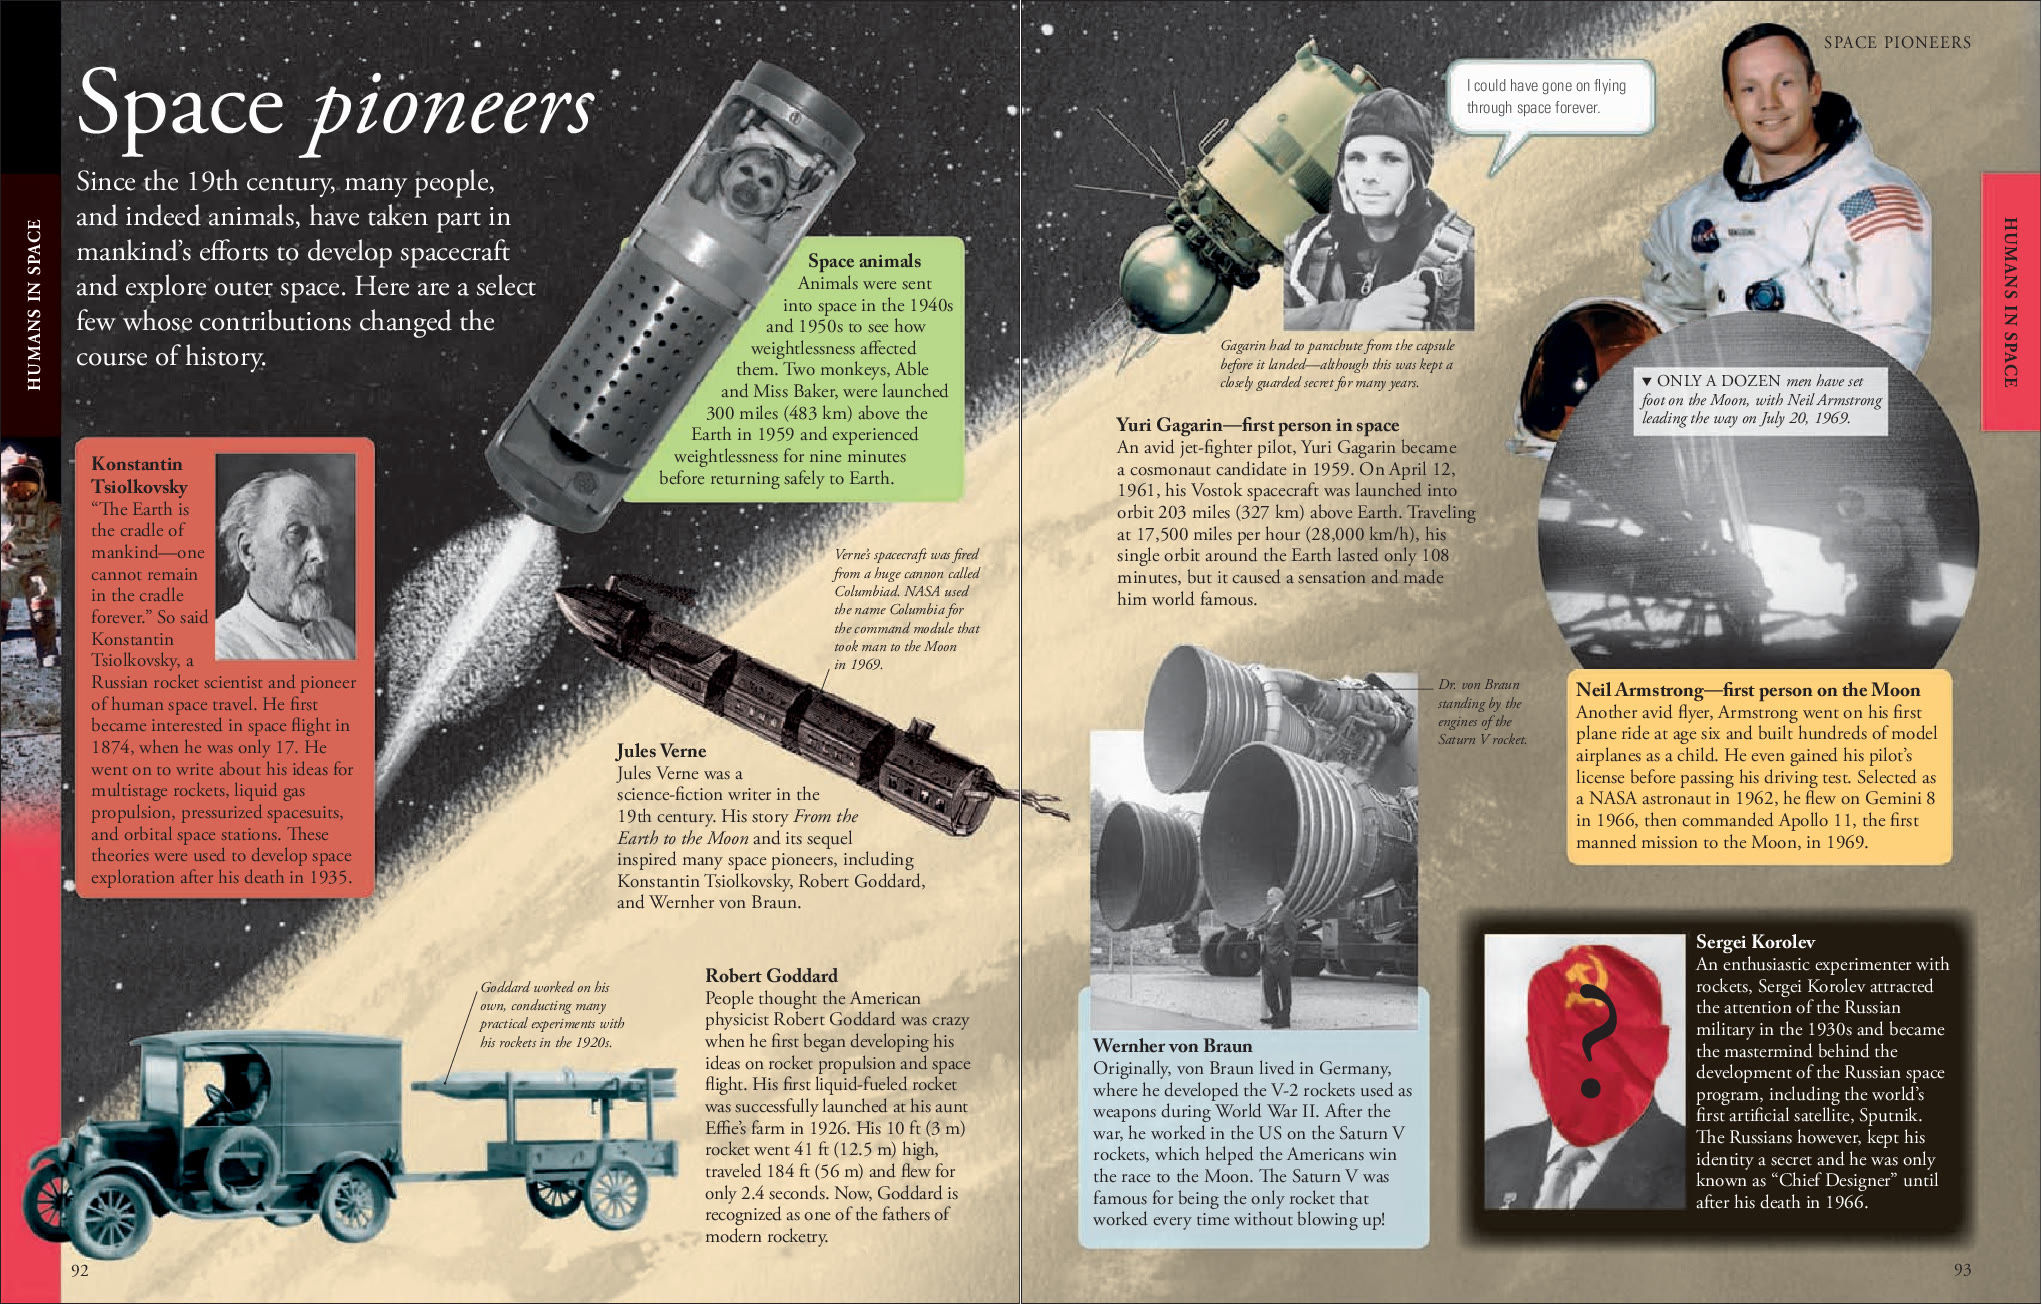 Space pioneers
Since the 19th century, many people,
and indeed animals, have taken part in
mankind's efforts to develop spacecraft
and explore outer space. Here are a select
few whose contributions changed the
course of history.
HUMANS IN SPACE
Konstantin
Tsiolkovsky
“The Earth is
the cradle of
mankind—one
cannot remain
in the cradle
forever.” So said
Konstantin
Tsiolkovsky, a
Russian rocket scientist and pioneer
of human space travel. He first
became interested in space flight in
1874, when he was only 17. He
went on to write about his ideas for
multistage rockets, liquid gas
propulsion, pressurized spacesuits,
and orbital space stations. These
theories were used to develop space
exploration after his death in 1935.
Space animals
Animals were sent
into space in the 1940s
and 1950s to see how
weightlessness affected
them. Two monkeys, Able
and Miss Baker, were launched
300 miles (483 km) above the
Earth in 1959 and experienced
weightlessness for nine minutes
before returning safely to Earth.
Verne's spacecraft was fired
from a huge cannon called
Columbiad. NASA used
the name Columbia for
the command module that
took man to the Moon
in 1969.
Jules Verne
Jules Verne was a
science-fiction writer in the
19th century. His story From the
Earth to the Moon and its sequel
inspired many space pioneers, including
Konstantin Tsiolkovsky, Robert Goddard,
and Wernher von Braun.
Goddard worked on his
own, conducting many
practical experiments with
his rockets in the 1920s.
Robert Goddard
People thought the American
physicist Robert Goddard was crazy
when he first began developing his
ideas on rocket propulsion and space
flight. His first liquid-fueled rocket
was successfully launched at his aunt
Effie's farm in 1926. His 10 ft (3 m)
rocket went 41 ft (12.5 m) high,
traveled 184 ft (56 m) and flew for
only 2.4 seconds. Now, Goddard is
recognized as one of the fathers of
modern rocketry.
92
SPACE PIONEERS
I could have gone on flying
through space forever.
HUMANS IN SPACE
Gagarin had to parachute from the capsule
before it landed—although this was kept a
closely guarded secret for many years.
Yuri Gagarin—first person in space
An avid jet-fighter pilot, Yuri Gagarin became
a cosmonaut candidate in 1959. On April 12,
1961, his Vostok spacecraft was launched into
orbit 203 miles (327 km) above Earth. Traveling
at 17,500 miles per hour (28,000 km/h), his
single orbit around the Earth lasted only 108
minutes, but it caused a sensation and made
him world famous.
▼ ONLY A DOZEN men have set
foot on the Moon, with Neil Armstrong
leading the way on July 20, 1969.
Dr. von Braun
standing by the
engines of the
Saturn V rocket.
Neil Armstrong—first person on the Moon
Another avid flyer, Armstrong went on his first
plane ride at age six and built hundreds of model
airplanes as a child. He even gained his pilot's
license before passing his driving test. Selected as
a NASA astronaut in 1962, he flew on Gemini 8
in 1966, then commanded Apollo 11, the first
manned mission to the Moon, in 1969.
Wernher von Braun
Originally, von Braun lived in Germany,
where he developed the V-2 rockets used as
weapons during World War II. After the
war, he worked in the US on the Saturn V
rockets, which helped the Americans win
the race to the Moon. The Saturn V was
famous for being the only rocket that
worked every time without blowing up!
?
Sergei Korolev
An enthusiastic experimenter with
rockets, Sergei Korolev attracted
the attention of the Russian
military in the 1930s and became
the mastermind behind the
development of the Russian space
program, including the world's
first artificial satellite, Sputnik.
The Russians however, kept his
identity a secret and he was only
known as “Chief Designer” until
after his death in 1966.
93